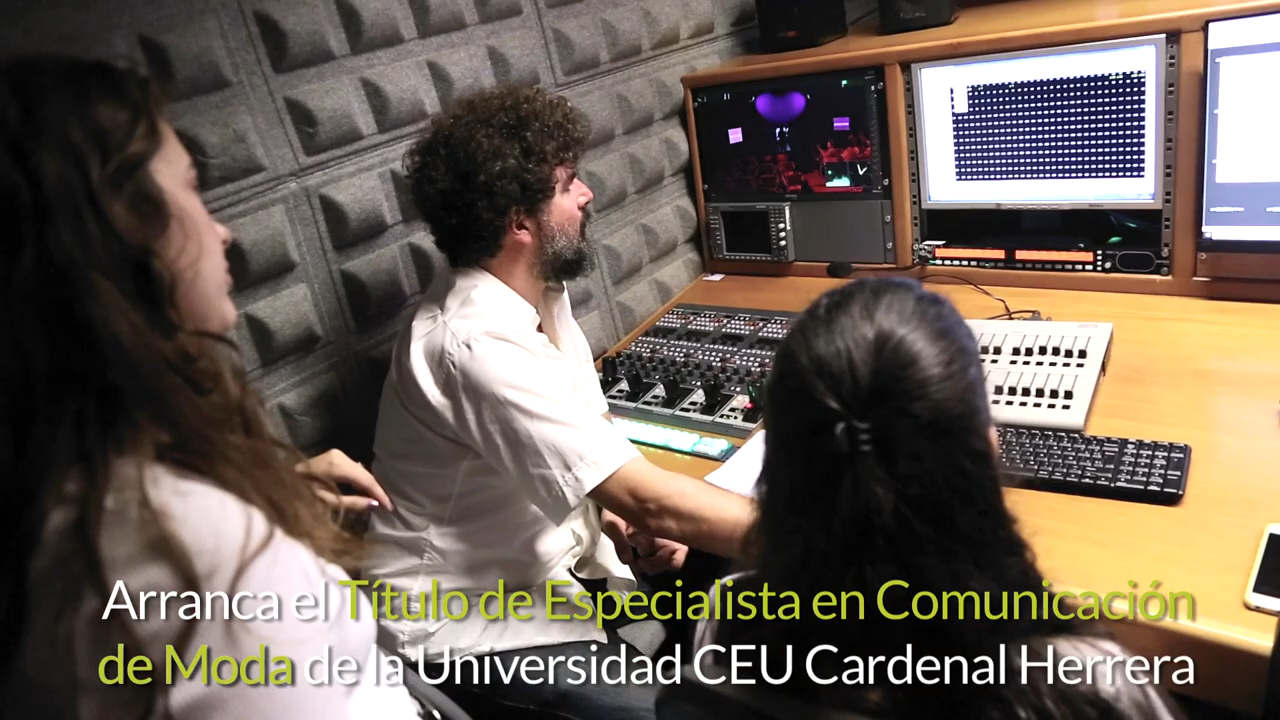 Arranca el Título de Especialista en Comunicación
de Moda de la Universidad CEU Cardenal Herrera